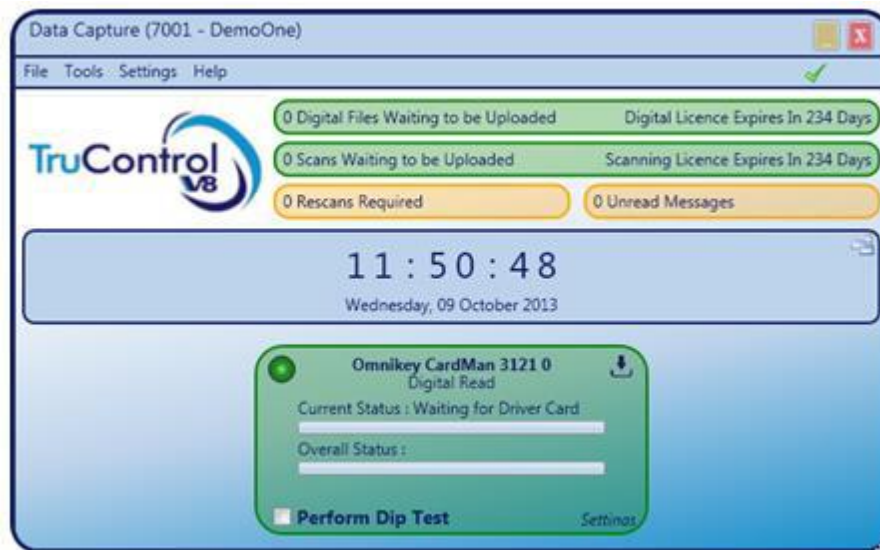 Data Capture (7001 - DemoOne)
X
File Tools Settings Help
TruControl
V8
0 Digital Files Waiting to be Uploaded Digital Licence Expires In 234 Days
0 Scans Waiting to be Uploaded Scanning Licence Expires In 234 Days
0 Rescans Required 0 Unread Messages
11:50:48
Wednesday, 09 October 2013
Omnikey CardMan 3121 0
Digital Read
Current Status : Waiting for Driver Card
Overall Status :
Perform Dip Test Settings